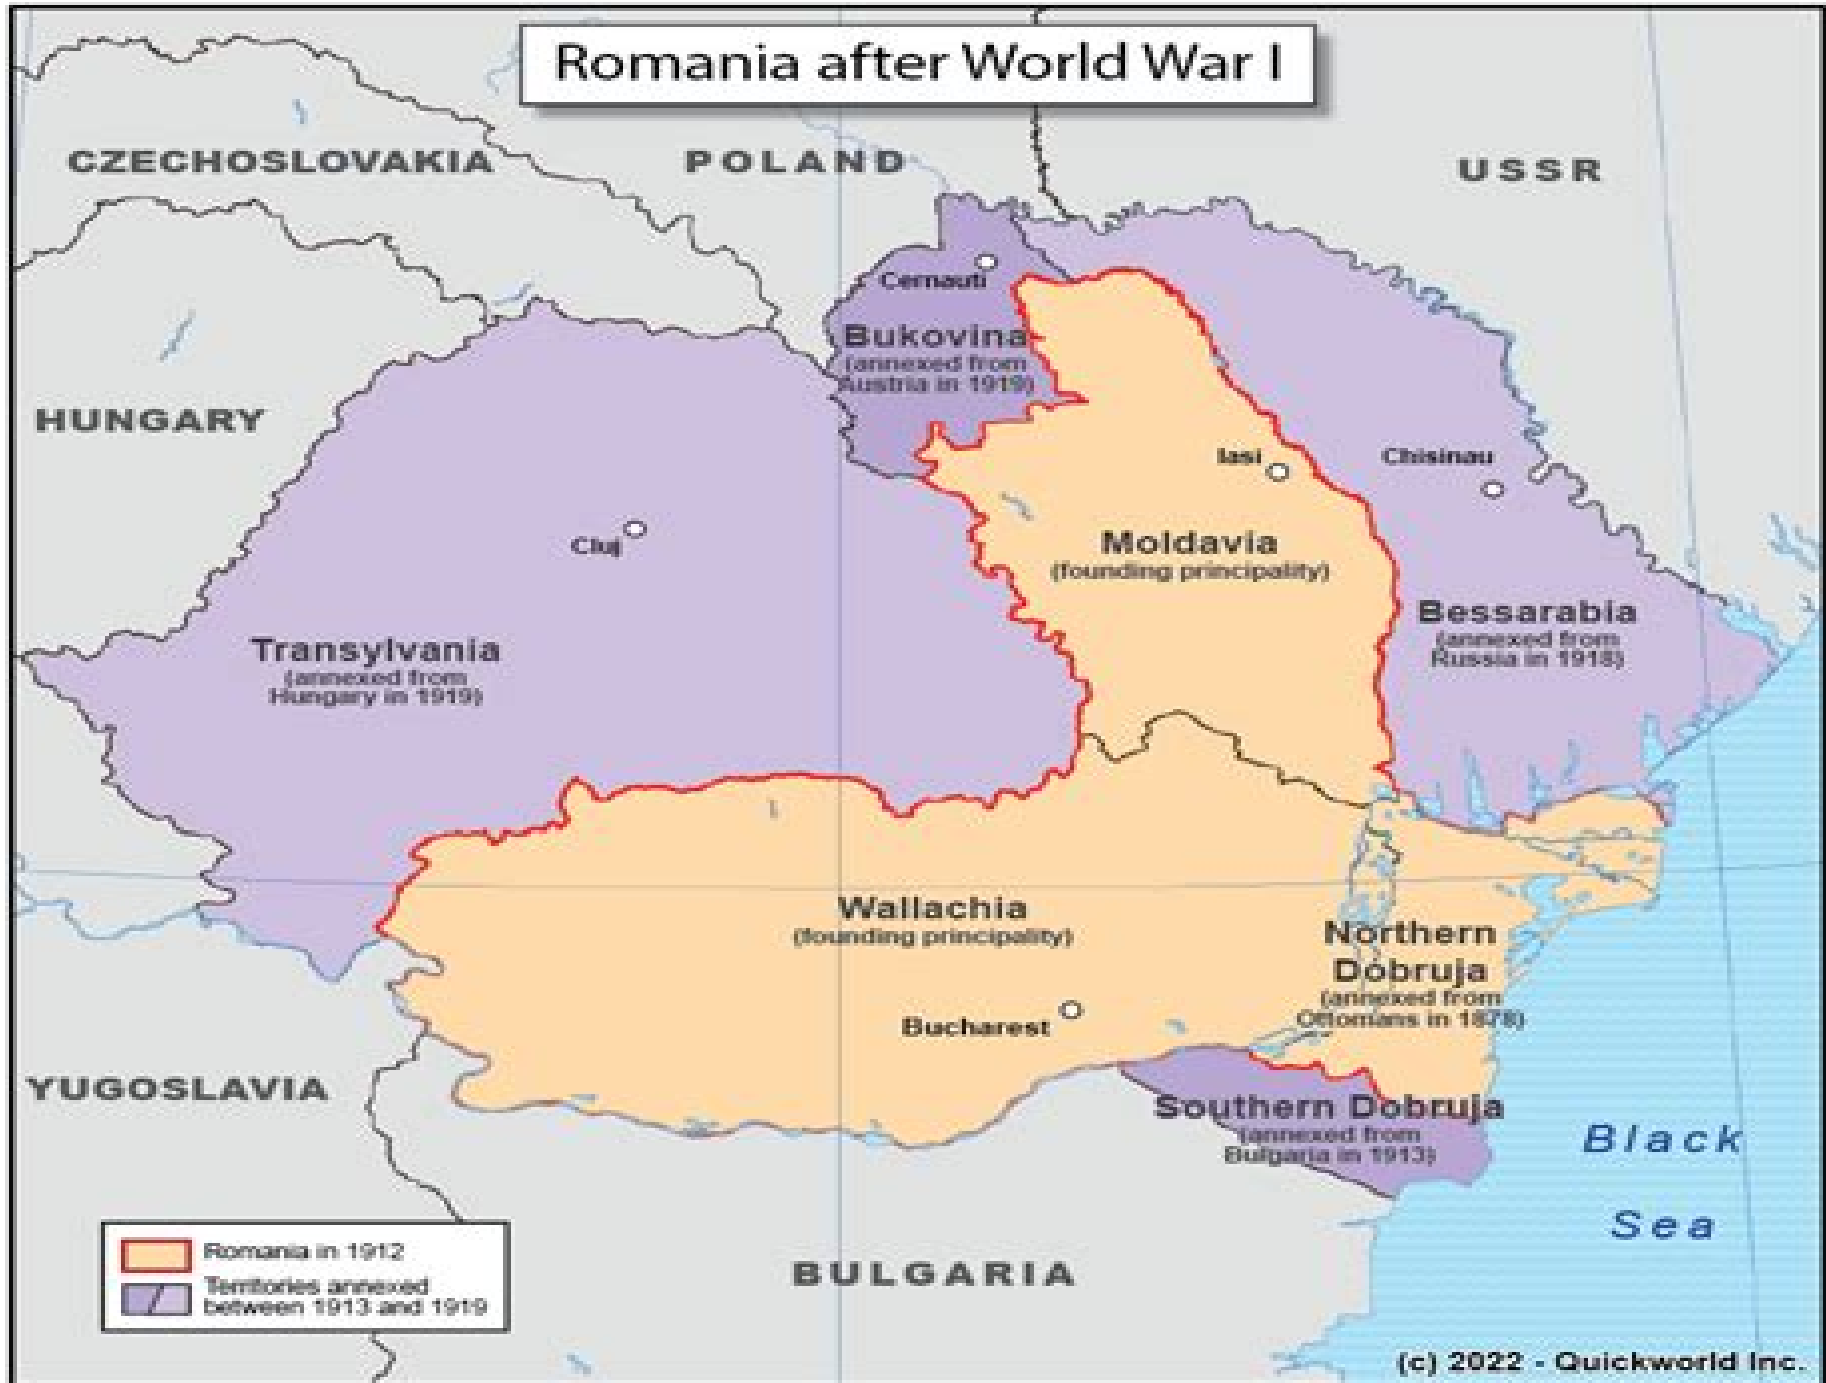 Romania after World War I
CZECHOSLOVAKIA
POLAND
USSR
Cernauti
Bukovina
(annexed from
Austria in 1919)
HUNGARY
Iasi
Chisinau
Cluj
Moldavia
(founding principality)
Bessarabia
(annexed from
Russia in 1918)
Transylvania
(annexed from
Hungary in 1919)
Wallachia
(founding principality)
Northern
Dobruja
(annexed from
Ottomans in 1878)
Bucharest
YUGOSLAVIA
Southern Dobruja
(annexed from
Bulgaria in 1913)
Black
Sea
Romania in 1912
Territories annexed
between 1913 and 1919
BULGARIA
(c) 2022 - Quickworld Inc.